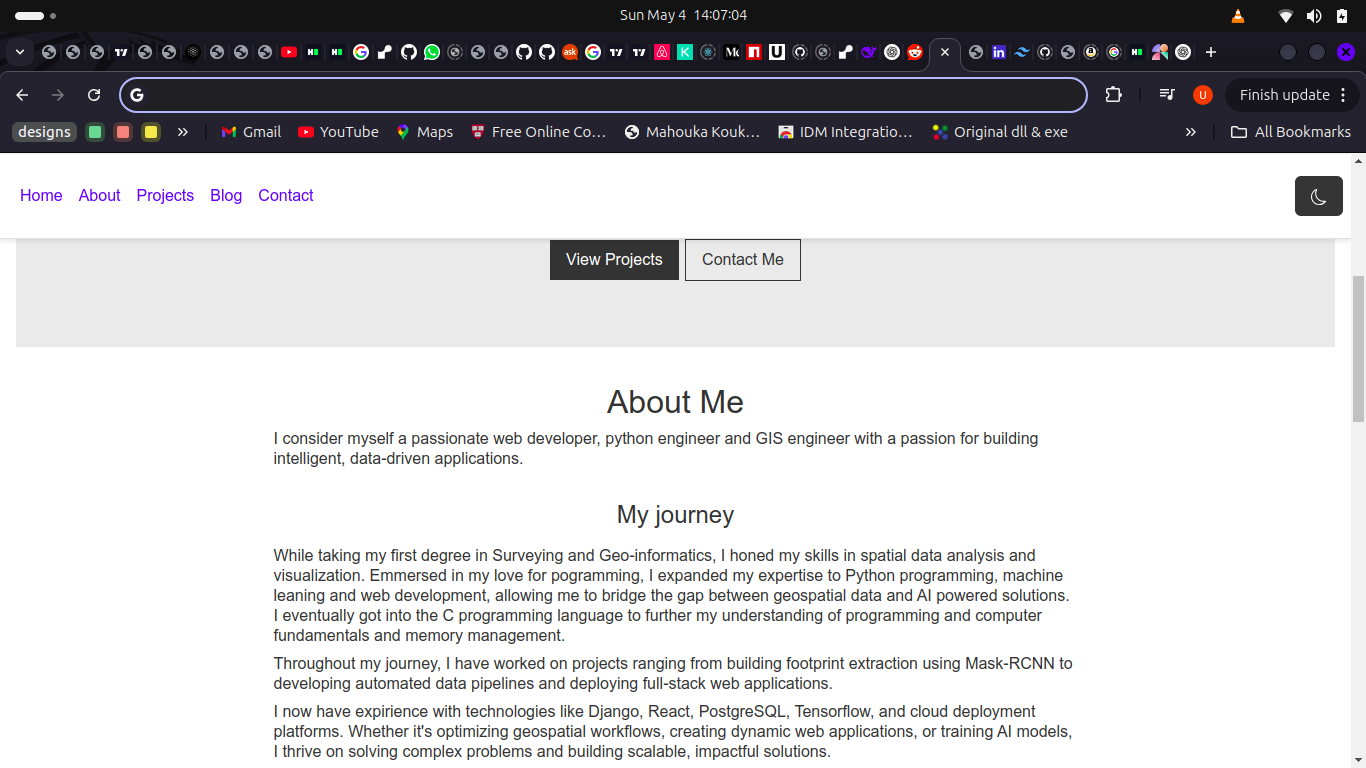 Sun May 4 14:07:04
Finish update
designs
Gmail
YouTube
Maps
Free Online Co...
Mahouka Kouk...
IDM Integratio...
Original dll & exe
All Bookmarks
Home About Projects Blog Contact
View Projects
Contact Me
About Me
I consider myself a passionate web developer, python engineer and GIS engineer with a passion for building
intelligent, data-driven applications.
My journey
While taking my first degree in Surveying and Geo-informatics, I honed my skills in spatial data analysis and
visualization. Emmersed in my love for pogramming, I expanded my expertise to Python programming, machine
leaning and web development, allowing me to bridge the gap between geospatial data and AI powered solutions.
I eventually got into the C programming language to further my understanding of programming and computer
fundamentals and memory management.
Throughout my journey, I have worked on projects ranging from building footprint extraction using Mask-RCNN to
developing automated data pipelines and deploying full-stack web applications.
I now have expirience with technologies like Django, React, PostgreSQL, Tensorflow, and cloud deployment
platforms. Whether it's optimizing geospatial workflows, creating dynamic web applications, or training AI models,
I thrive on solving complex problems and building scalable, impactful solutions.